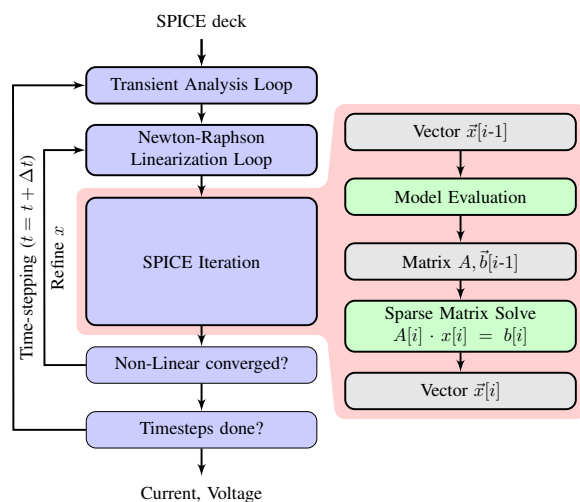 SPICE deck
Transient Analysis Loop
Newton-Raphson
Linearization Loop
SPICE Iteration
Non-Linear converged?
Timesteps done?
Current, Voltage
Time-stepping (t = t + Δt)
Refine x
Vector x⃗[i-1]
Model Evaluation
Matrix A, b⃗[i-1]
Sparse Matrix Solve
A[i] · x[i] = b[i]
Vector x⃗[i]